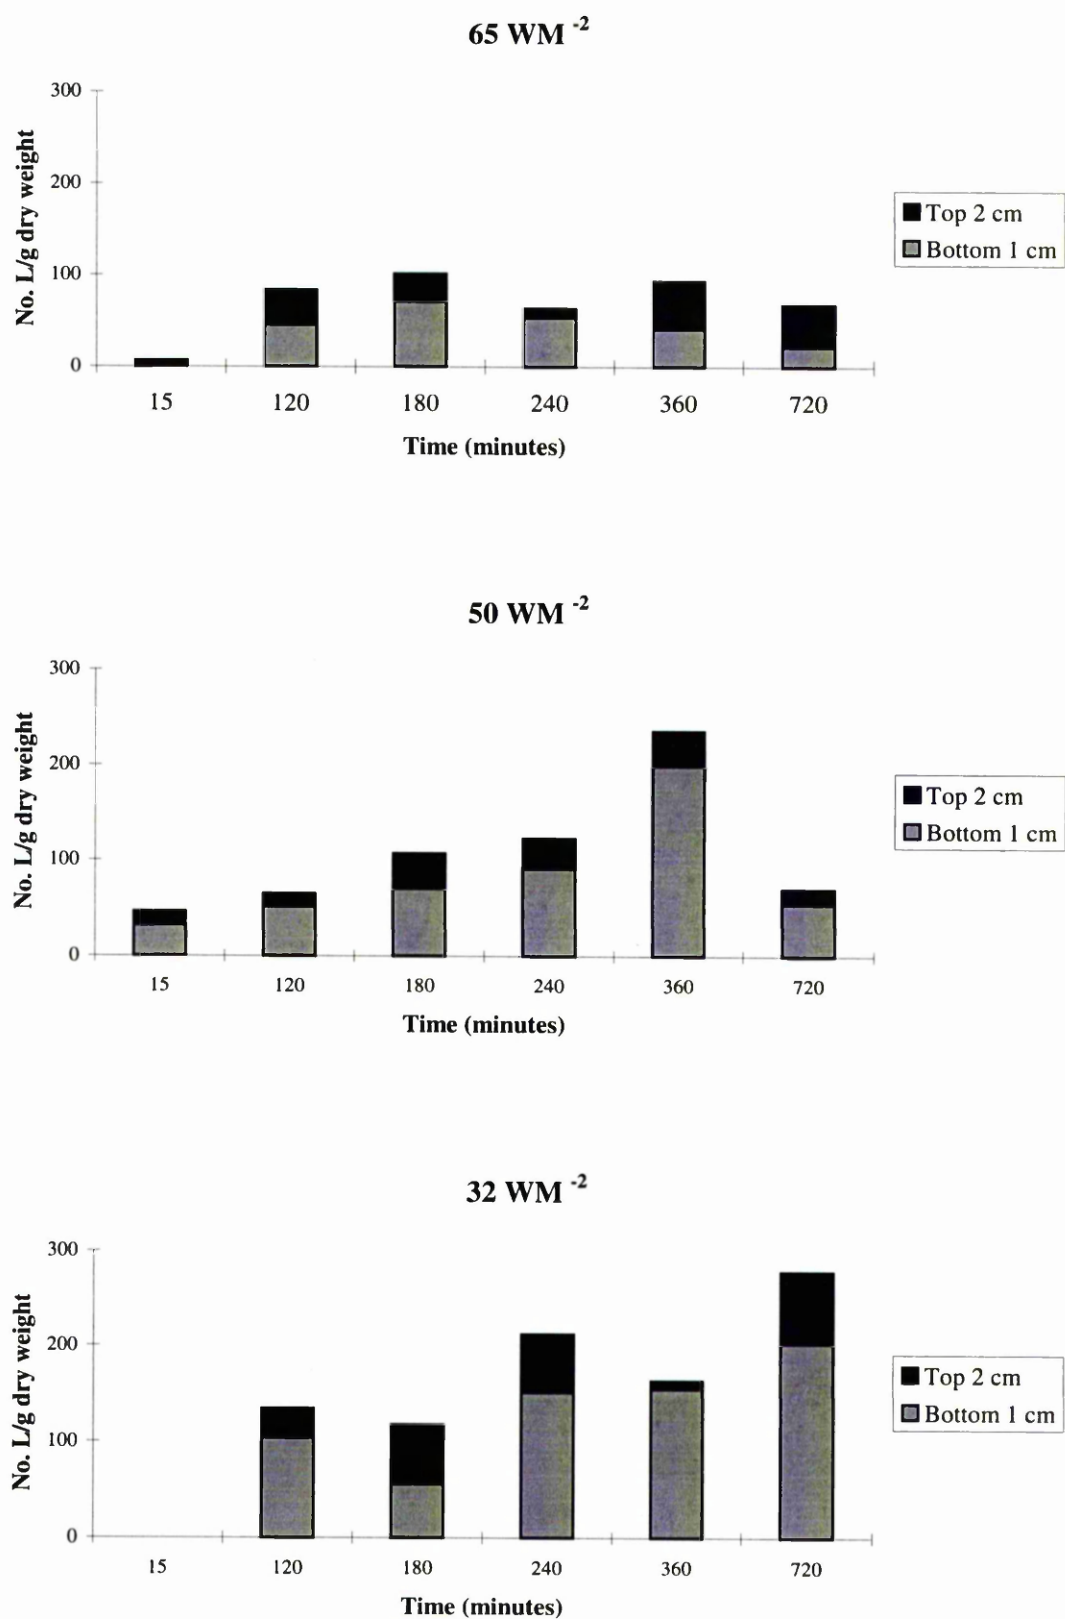 65 WM -2
300
200
100
0
No. L/g dry weight
15 120 180 240 360 720
Time (minutes)
Top 2 cm
Bottom 1 cm
50 WM -2
300
200
100
0
No. L/g dry weight
15 120 180 240 360 720
Time (minutes)
Top 2 cm
Bottom 1 cm
32 WM -2
300
200
100
0
No. L/g dry weight
15 120 180 240 360 720
Time (minutes)
Top 2 cm
Bottom 1 cm